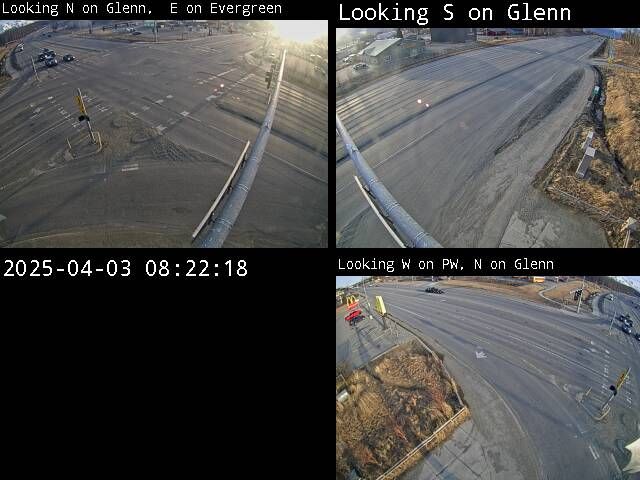 Looking N on Glenn,  E on Evergreen
Looking S on Glenn
2025-04-03 08:22:18
Looking W on PW, N on Glenn